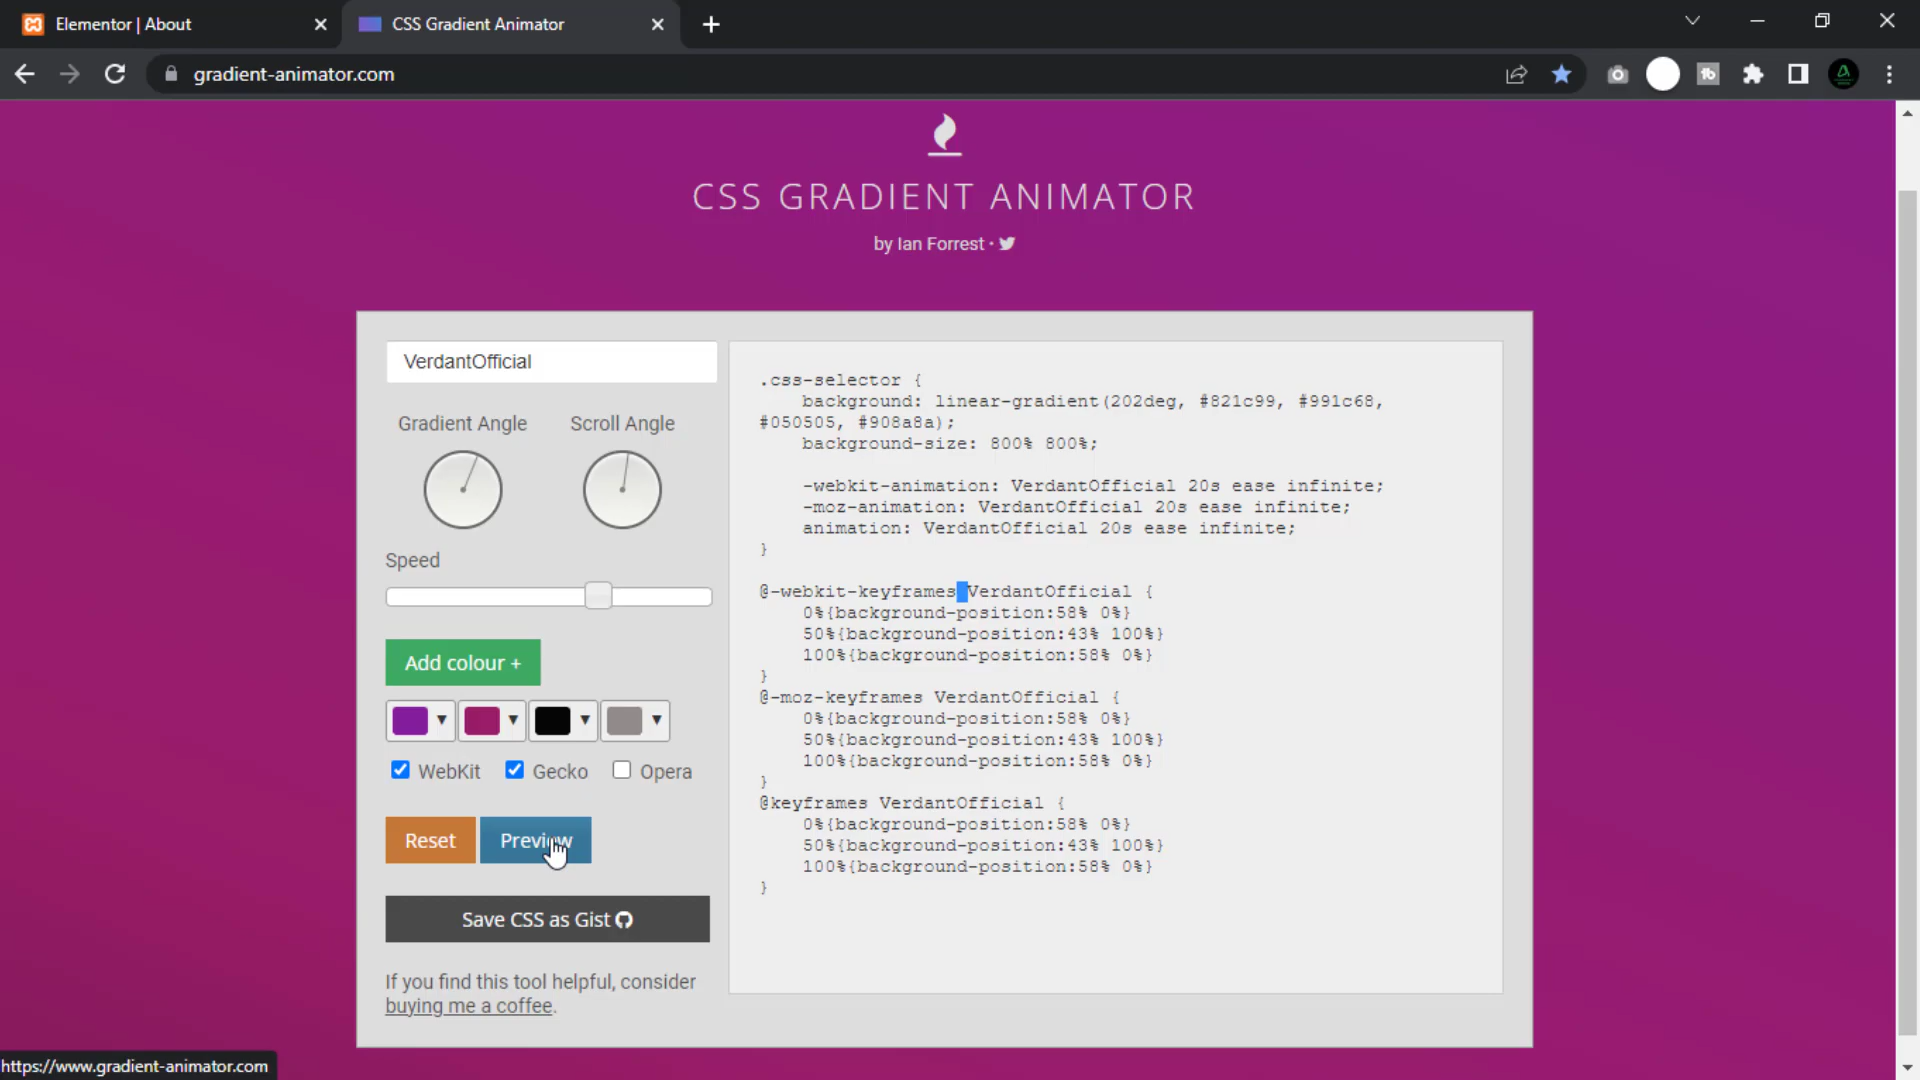 Elementor | About
CSS Gradient Animator
gradient-animator.com
CSS GRADIENT ANIMATOR
by Ian Forrest •
VerdantOfficial
Gradient Angle
Scroll Angle
Speed
Add colour +
WebKit
Gecko
Opera
Reset
Preview
Save CSS as Gist
If you find this tool helpful, consider
buying me a coffee.
.css-selector {
background: linear-gradient(202deg, #821c99, #991c68,
#050505, #908a8a);
background-size: 800% 800%;
-webkit-animation: VerdantOfficial 20s ease infinite;
-moz-animation: VerdantOfficial 20s ease infinite;
animation: VerdantOfficial 20s ease infinite;
}
@-webkit-keyframes VerdantOfficial {
0%{background-position:58% 0%}
50%{background-position:43% 100%}
100%{background-position:58% 0%}
}
@-moz-keyframes VerdantOfficial {
0%{background-position:58% 0%}
50%{background-position:43% 100%}
100%{background-position:58% 0%}
}
@keyframes VerdantOfficial {
0%{background-position:58% 0%}
50%{background-position:43% 100%}
100%{background-position:58% 0%}
}
https://www.gradient-animator.com